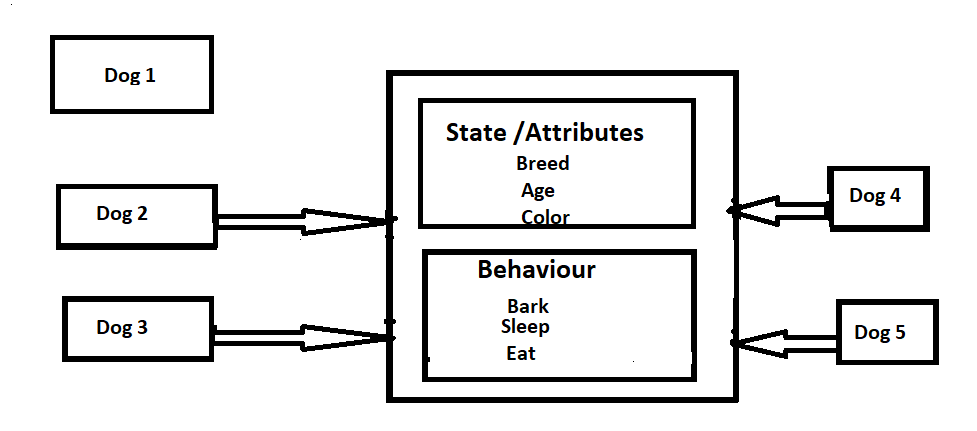 Dog 1
Dog 2
Dog 3
State /Attributes
Breed
Age
Color
Behaviour
Bark
Sleep
Eat
Dog 4
Dog 5